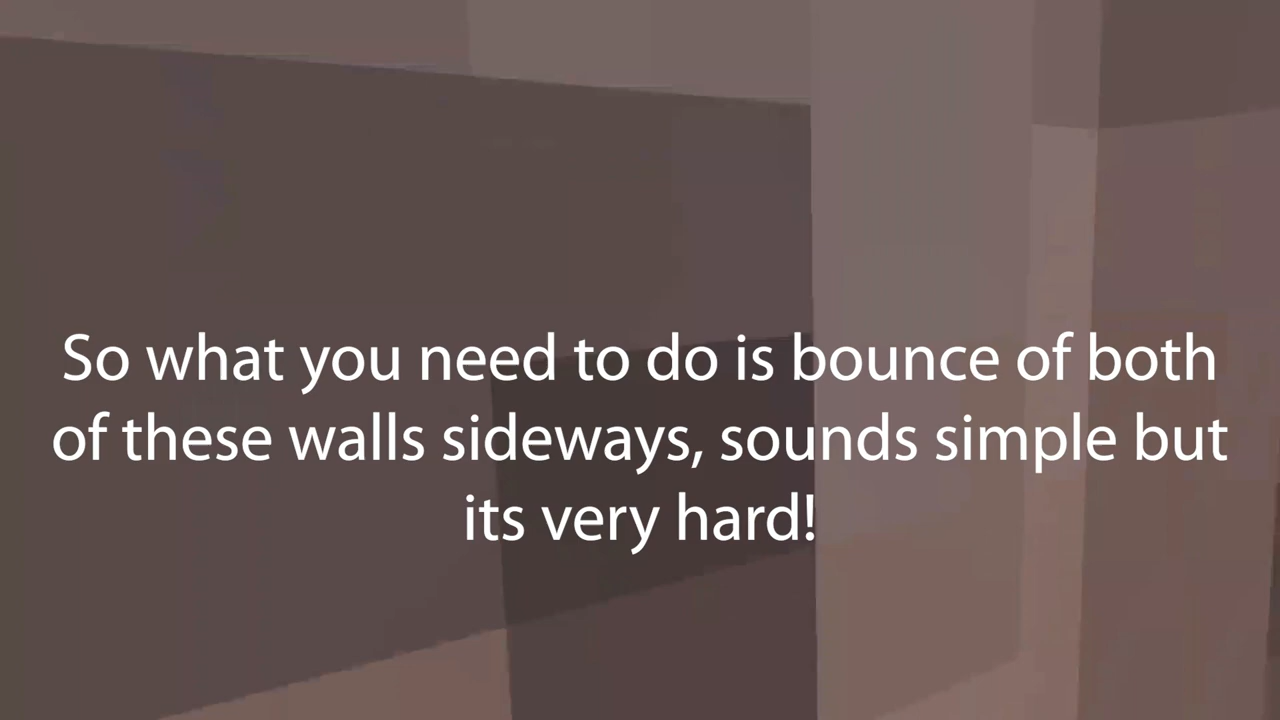 So what you need to do is bounce of both
of these walls sideways, sounds simple but
its very hard!